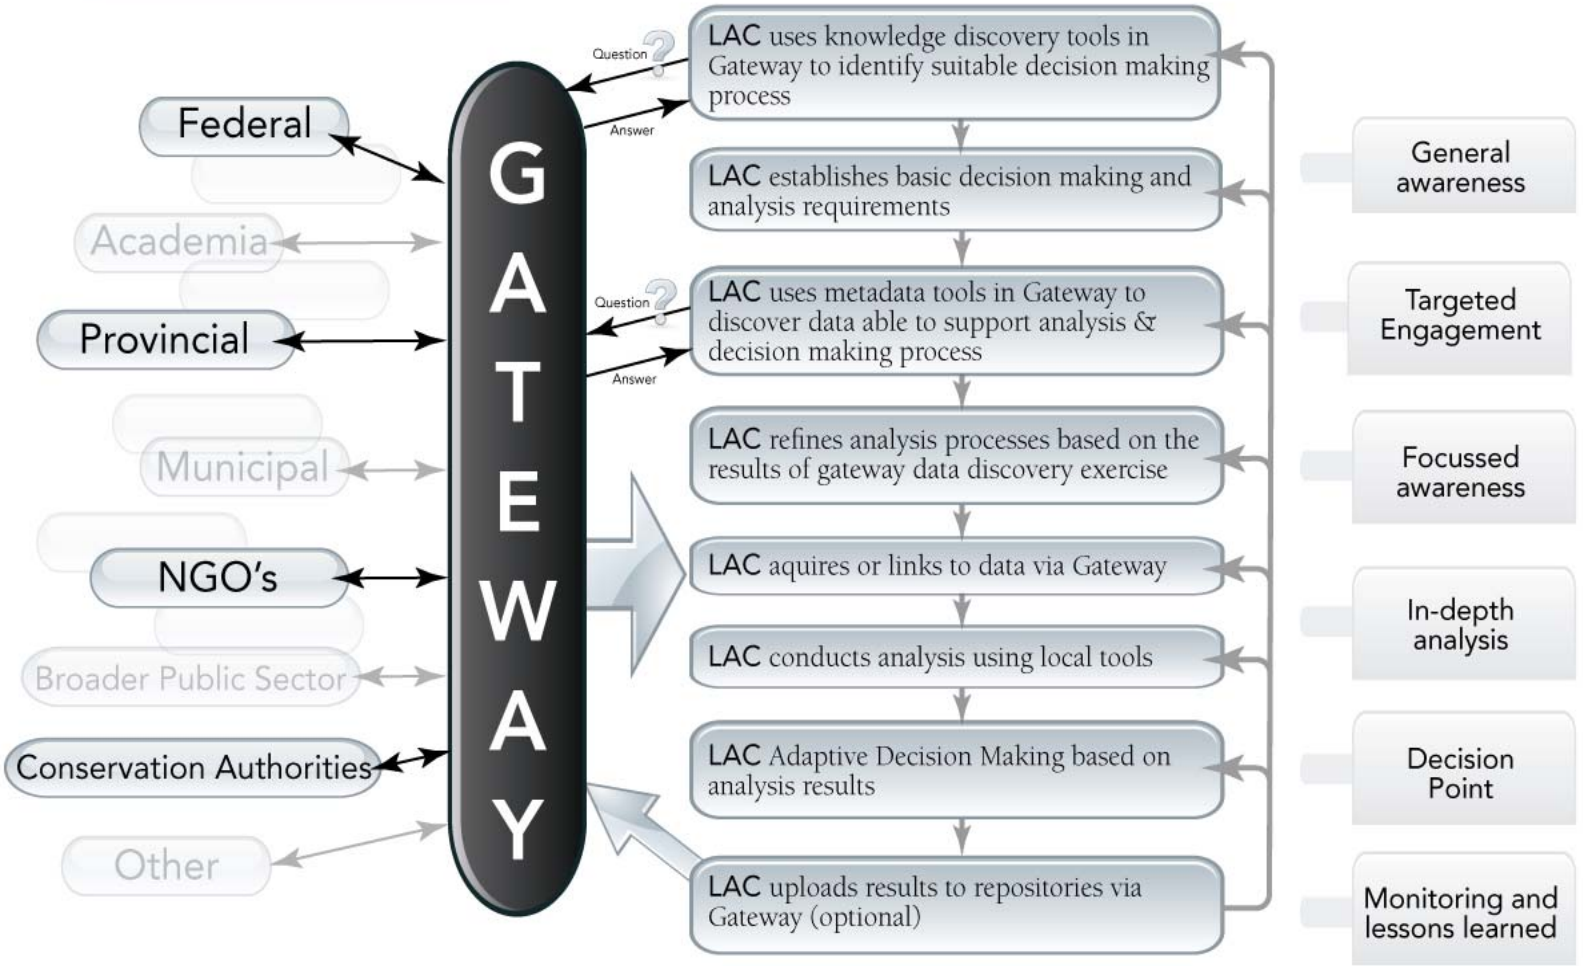 Federal
Academia
Provincial
Municipal
NGO's
Broader Public Sector
Conservation Authorities
Other
GATEWAY
Question
?
Answer
Question
?
Answer
LAC uses knowledge discovery tools in
Gateway to identify suitable decision making
process
LAC establishes basic decision making and
analysis requirements
LAC uses metadata tools in Gateway to
discover data able to support analysis &
decision making process
LAC refines analysis processes based on the
results of gateway data discovery exercise
LAC aquires or links to data via Gateway
LAC conducts analysis using local tools
LAC Adaptive Decision Making based on
analysis results
LAC uploads results to repositories via
Gateway (optional)
General
awareness
Targeted
Engagement
Focussed
awareness
In-depth
analysis
Decision
Point
Monitoring and
lessons learned